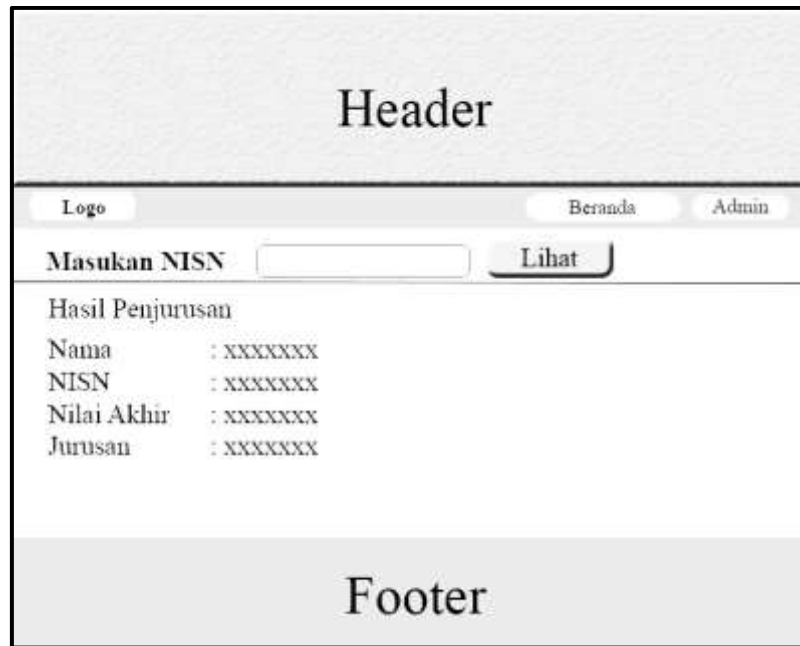 Header
Logo Beranda Admin
Masukan NISN Lihat
Hasil Penjurusan
Nama : xxxxxxx
NISN : xxxxxxx
Nilai Akhir : xxxxxxx
Jurusan : xxxxxxx
Footer